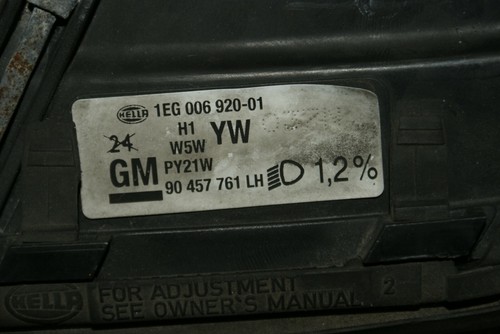 HELLA 1EG 006 920-01
24 H1 YW
W5W
GM PY21W
90 457 761 LH 1,2%
HELLA FOR ADJUSTMENT 2
SEE OWNER'S MANUAL